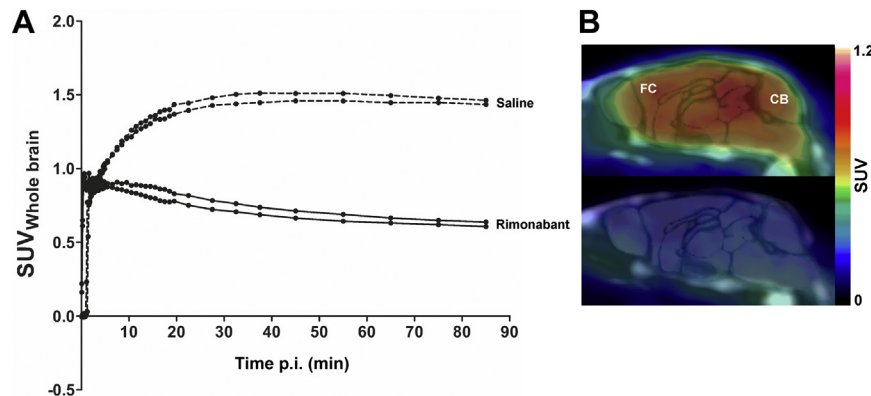 A
SUVWhole brain
2.0
1.5
1.0
0.5
0.0
-0.5
10 20 30 40 50 60 70 80 90
Time p.i. (min)
Saline
Rimonabant
B
FC
CB
1.2
SUV
0